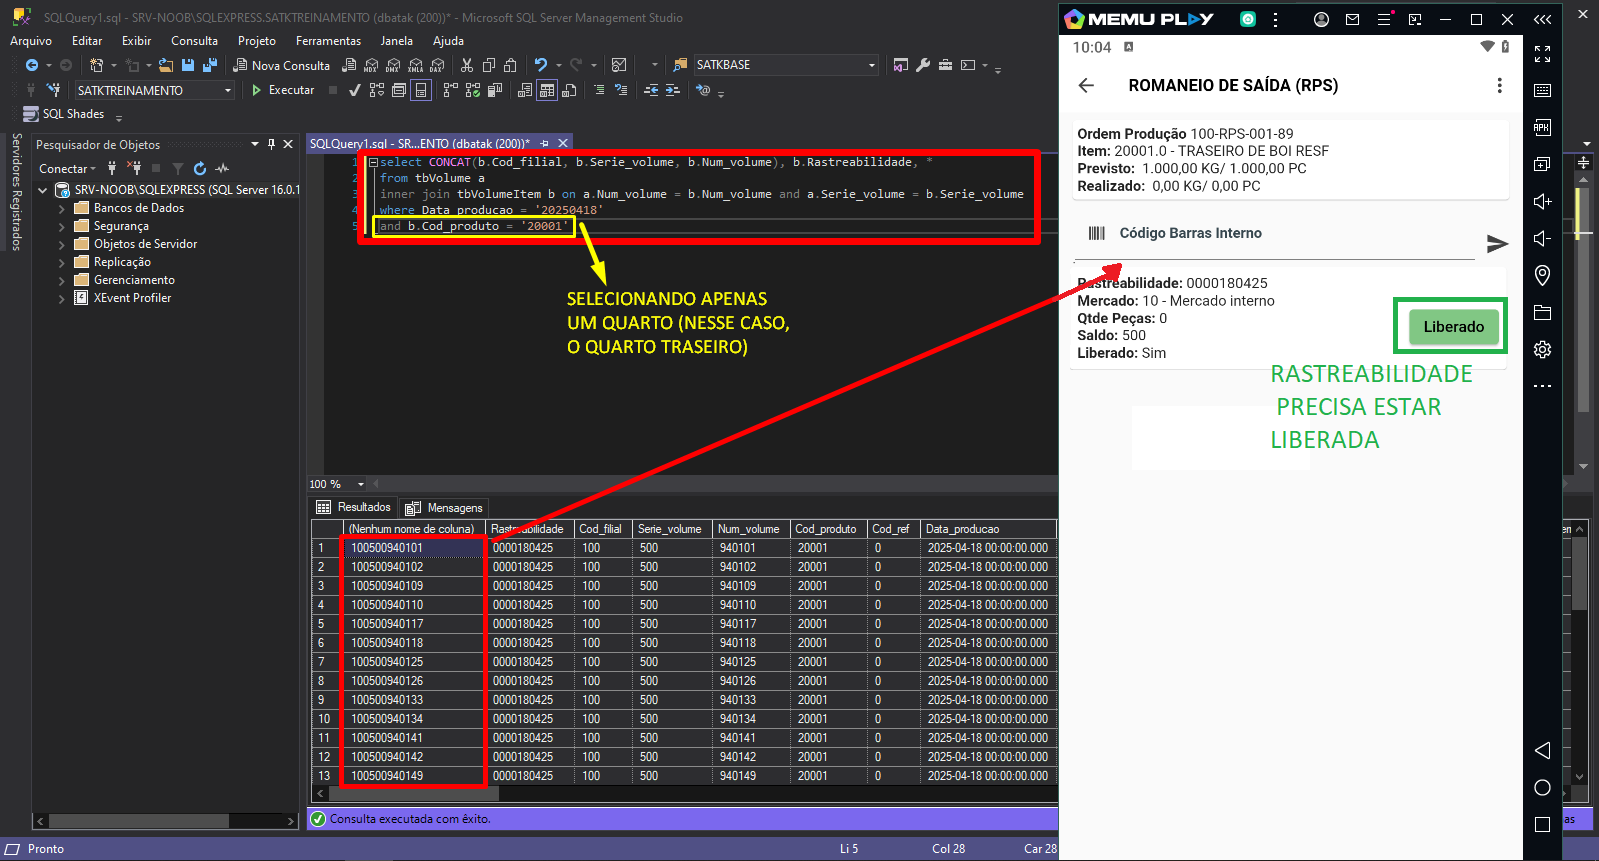 SQLQuery1.sql - SRV-NOOB\SQLEXPRESS.SATKTREINAMENTO (dbatak (200))* - Microsoft SQL Server Management Studio
Arquivo Editar Exibir Consulta Projeto Ferramentas Janela Ajuda
Nova Consulta MDX DMX XMLA DAX SATKBASE
SATKTREINAMENTO Executar
SQL Shades
Servidores Registrados
Pesquisador de Objetos
Conectar
SRV-NOOB\SQLEXPRESS (SQL Server 16.0.1
Bancos de Dados
Segurança
Objetos de Servidor
Replicação
Gerenciamento
XEvent Profiler
SQLQuery1.sql - SR...ENTO (dbatak (200))*
1 select CONCAT(b.Cod_filial, b.Serie_volume, b.Num_volume), b.Rastreabilidade, *
2 from tbVolume a
3 inner join tbVolumeItem b on a.Num_volume = b.Num_volume and a.Serie_volume = b.Serie_volume
4 where Data_producao = '20250418'
5 and b.Cod_produto = '20001'
SELECIONANDO APENAS
UM QUARTO (NESSE CASO,
O QUARTO TRASEIRO)
100 %
Resultados Mensagens
(Nenhum nome de coluna) Rastreabilidade Cod_filial Serie_volume Num_volume Cod_produto Cod_ref Data_producao
1 100500940101 0000180425 100 500 940101 20001 0 2025-04-18 00:00:00.000
2 100500940102 0000180425 100 500 940102 20001 0 2025-04-18 00:00:00.000
3 100500940109 0000180425 100 500 940109 20001 0 2025-04-18 00:00:00.000
4 100500940110 0000180425 100 500 940110 20001 0 2025-04-18 00:00:00.000
5 100500940117 0000180425 100 500 940117 20001 0 2025-04-18 00:00:00.000
6 100500940118 0000180425 100 500 940118 20001 0 2025-04-18 00:00:00.000
7 100500940125 0000180425 100 500 940125 20001 0 2025-04-18 00:00:00.000
8 100500940126 0000180425 100 500 940126 20001 0 2025-04-18 00:00:00.000
9 100500940133 0000180425 100 500 940133 20001 0 2025-04-18 00:00:00.000
10 100500940134 0000180425 100 500 940134 20001 0 2025-04-18 00:00:00.000
11 100500940141 0000180425 100 500 940141 20001 0 2025-04-18 00:00:00.000
12 100500940142 0000180425 100 500 940142 20001 0 2025-04-18 00:00:00.000
13 100500940149 0000180425 100 500 940149 20001 0 2025-04-18 00:00:00.000
Consulta executada com êxito.
as
Pronto Li 5 Col 28 Car 28
MEMU PLAY
10:04 A
ROMANEIO DE SAÍDA (RPS)
Ordem Produção 100-RPS-001-89
Item: 20001.0 - TRASEIRO DE BOI RESF
Previsto: 1.000,00 KG/ 1.000,00 PC
Realizado: 0,00 KG/ 0,00 PC
Código Barras Interno
Rastreabilidade: 0000180425
Mercado: 10 - Mercado interno
Qtde Peças: 0
Saldo: 500
Liberado: Sim
Liberado
RASTREABILIDADE
PRECISA ESTAR
LIBERADA
APK